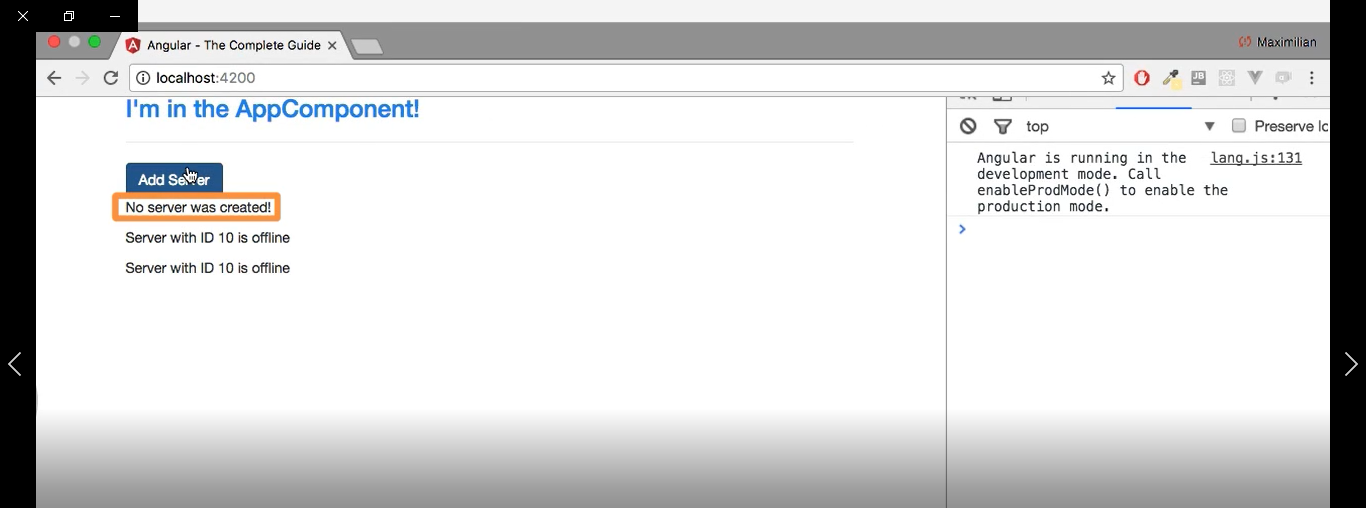 Angular - The Complete Guide
Maximilian
localhost:4200
I'm in the AppComponent!
top
Preserve lo
Add Server
No server was created!
Server with ID 10 is offline
Server with ID 10 is offline
Angular is running in the lang.js:131
development mode. Call
enableProdMode() to enable the
production mode.